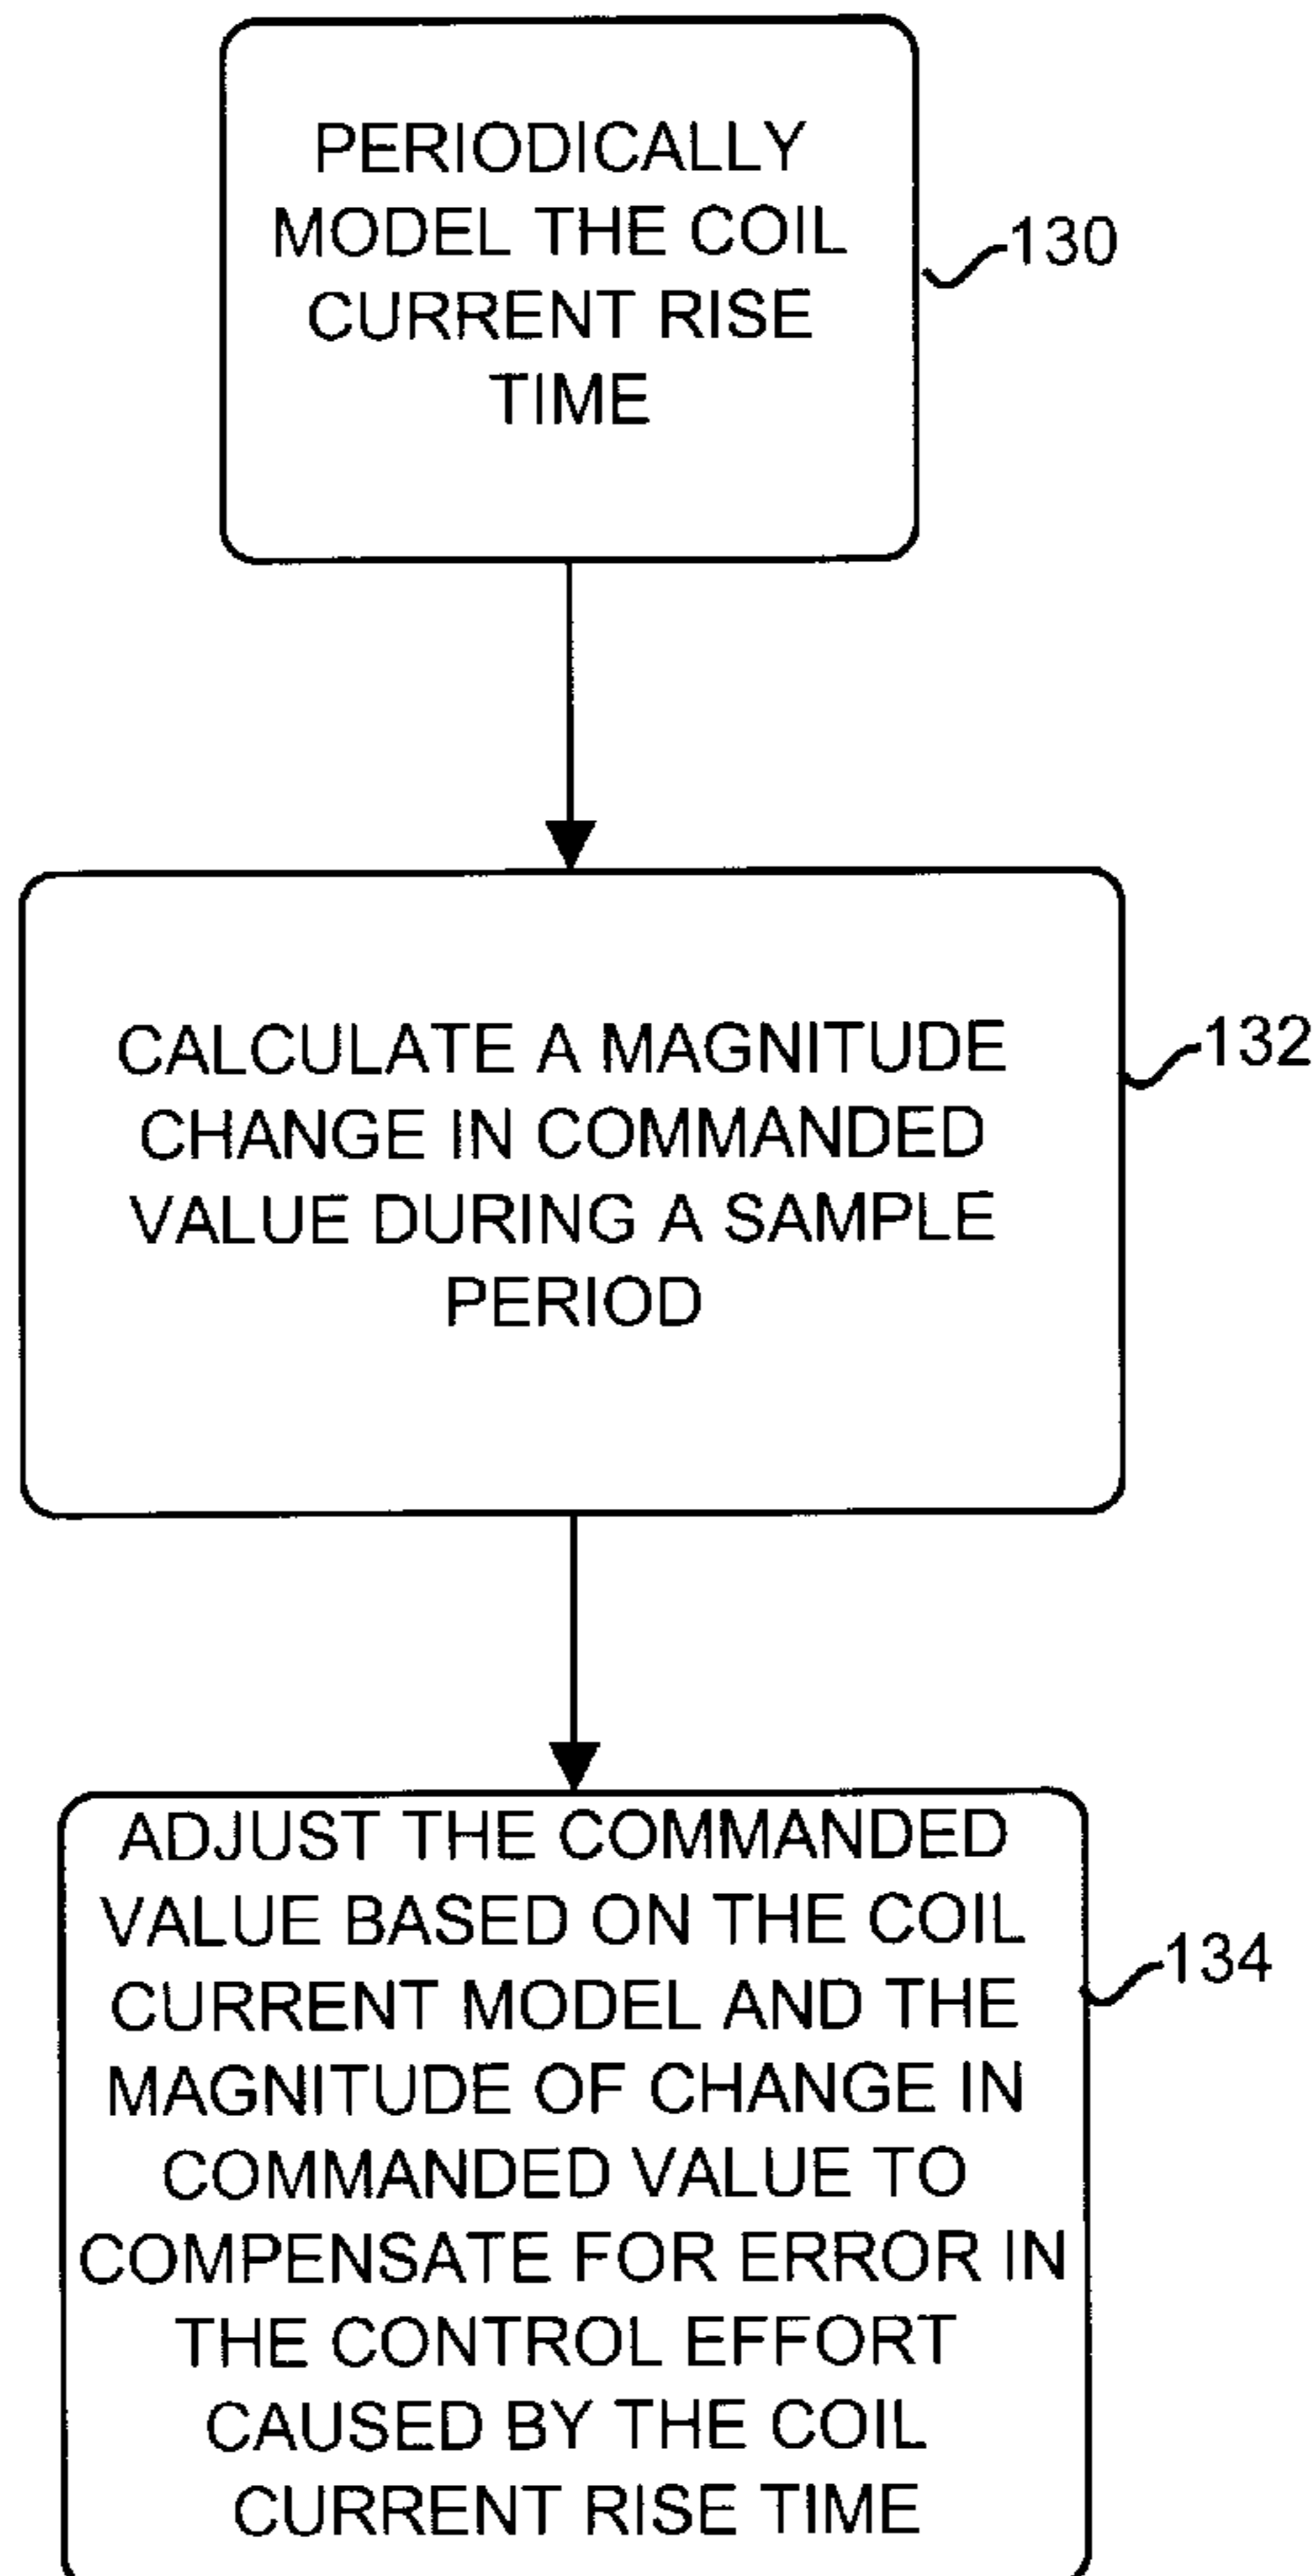 PERIODICALLY
MODEL THE COIL
CURRENT RISE
TIME
130
CALCULATE A MAGNITUDE
CHANGE IN COMMANDED
VALUE DURING A SAMPLE
PERIOD
132
ADJUST THE COMMANDED
VALUE BASED ON THE COIL
CURRENT MODEL AND THE
MAGNITUDE OF CHANGE IN
COMMANDED VALUE TO
COMPENSATE FOR ERROR IN
THE CONTROL EFFORT
CAUSED BY THE COIL
CURRENT RISE TIME
134